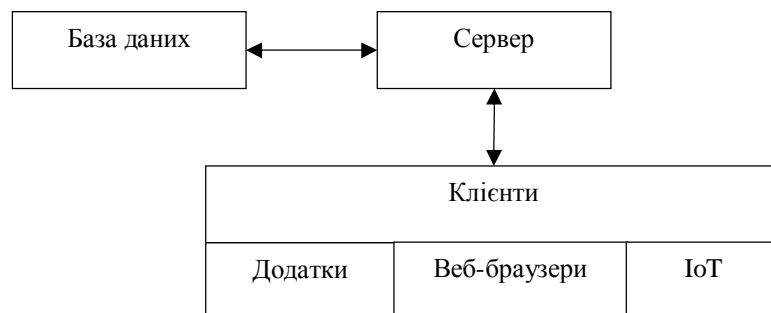 База даних
Сервер
Клієнти
Додатки
Веб-браузери
IoT